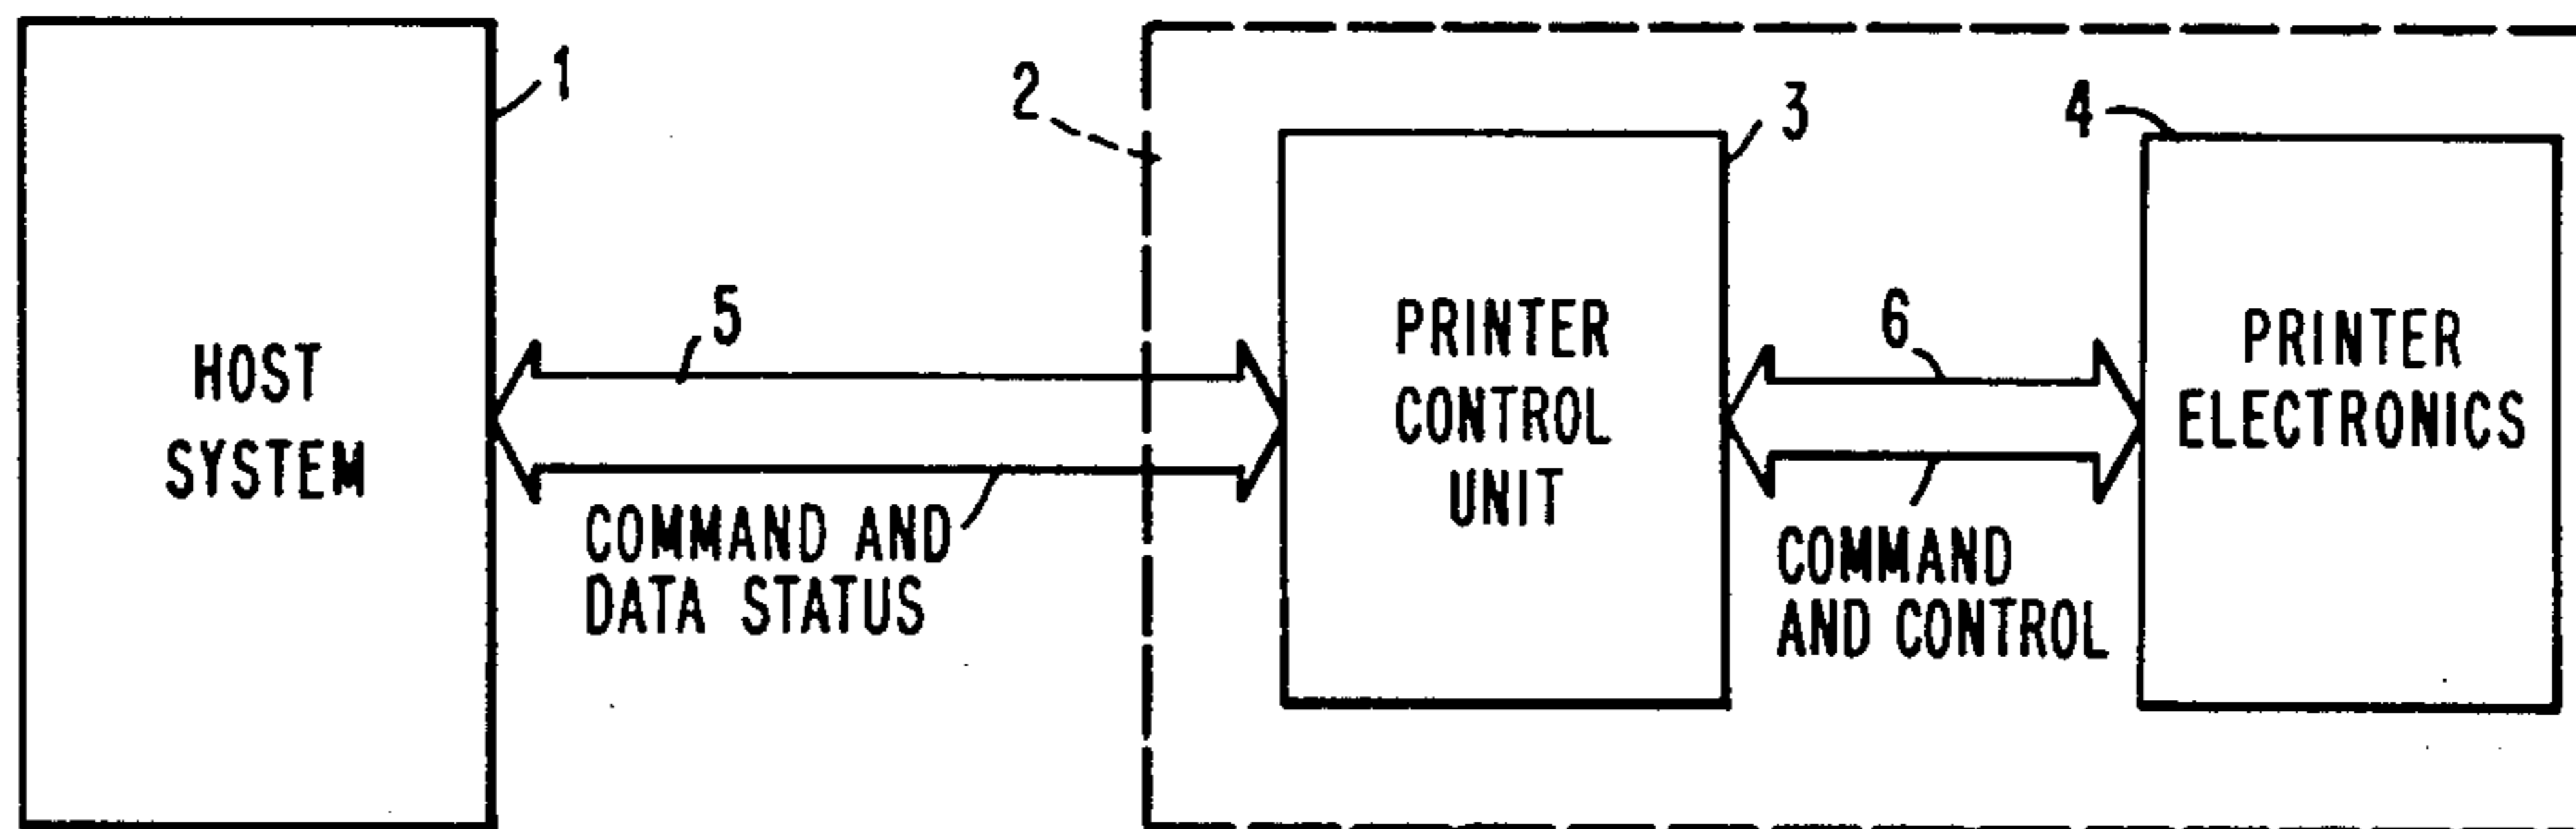 1
2
3
4
HOST
SYSTEM
5
COMMAND AND
DATA STATUS
PRINTER
CONTROL
UNIT
6
COMMAND
AND CONTROL
PRINTER
ELECTRONICS